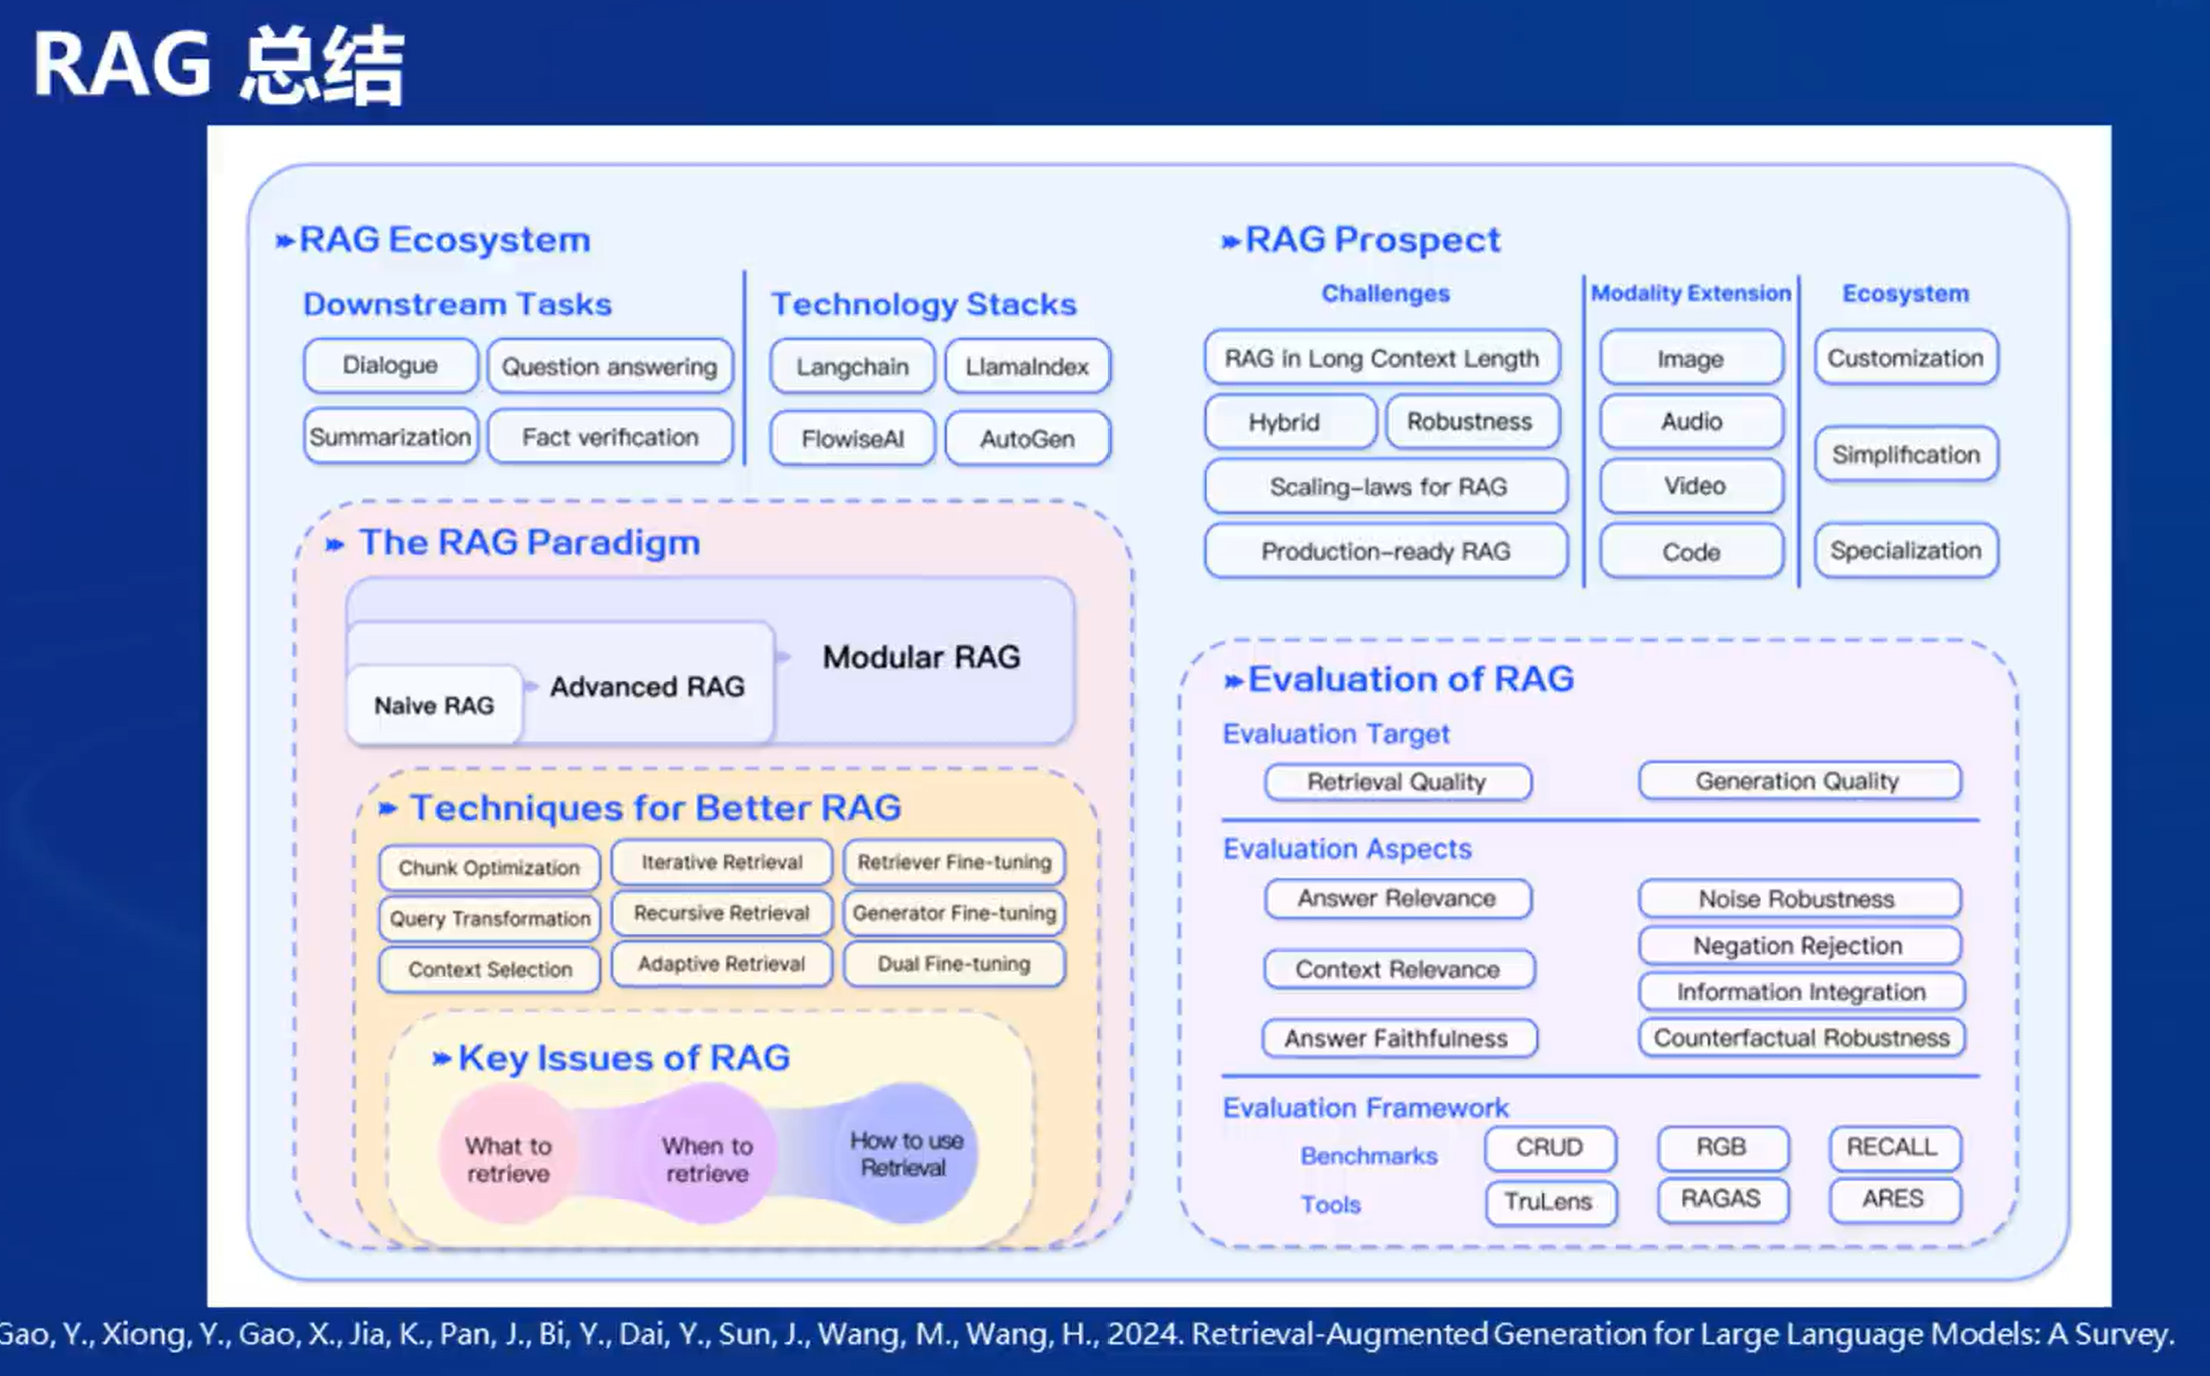 RAG 总结
RAG Ecosystem
Downstream Tasks
Dialogue
Question answering
Summarization
Fact verification
Technology Stacks
Langchain
LlamaIndex
FlowiseAI
AutoGen
The RAG Paradigm
Naive RAG
Advanced RAG
Modular RAG
Techniques for Better RAG
Chunk Optimization
Iterative Retrieval
Retriever Fine-tuning
Query Transformation
Recursive Retrieval
Generator Fine-tuning
Context Selection
Adaptive Retrieval
Dual Fine-tuning
Key Issues of RAG
What to
retrieve
When to
retrieve
How to use
Retrieval
RAG Prospect
Challenges
RAG in Long Context Length
Hybrid
Robustness
Scaling-laws for RAG
Production-ready RAG
Modality Extension
Image
Audio
Video
Code
Ecosystem
Customization
Simplification
Specialization
Evaluation of RAG
Evaluation Target
Retrieval Quality
Generation Quality
Evaluation Aspects
Answer Relevance
Context Relevance
Answer Faithfulness
Noise Robustness
Negation Rejection
Information Integration
Counterfactual Robustness
Evaluation Framework
Benchmarks
CRUD
RGB
RECALL
Tools
TruLens
RAGAS
ARES
Gao, Y., Xiong, Y., Gao, X., Jia, K., Pan, J., Bi, Y., Dai, Y., Sun, J., Wang, M., Wang, H., 2024. Retrieval-Augmented Generation for Large Language Models: A Survey.